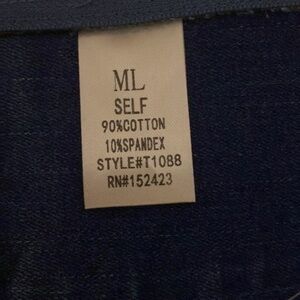 ML
SELF
90%COTTON
10%SPANDEX
STYLE#T1088
RN#152423